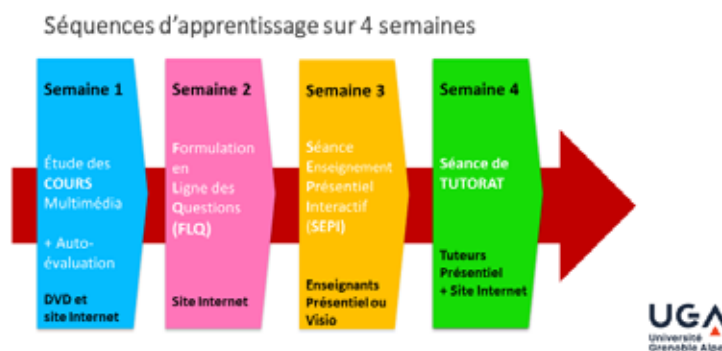 Séquences d'apprentissage sur 4 semaines
Semaine 1
Étude des
COURS
Multimédia
+ Auto-
évaluation
DVD et
site Internet
Semaine 2
Formulation
en
Ligne des
Questions
(FLQ)
Site Internet
Semaine 3
Séance
Enseignement
Présentiel
Interactif
(SEPI)
Enseignants
Présentiel ou
Visio
Semaine 4
Séance de
TUTORAT
Tuteurs
Présentiel
+ Site Internet
UGA
Université
Grenoble Alpes